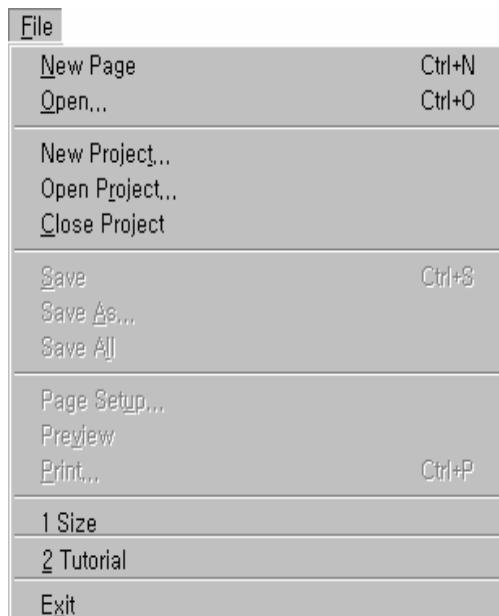 File
New Page Ctrl+N
Open... Ctrl+O
New Project...
Open Project...
Close Project
Save Ctrl+S
Save As...
Save All
Page Setup...
Preview
Print... Ctrl+P
1 Size
2 Tutorial
Exit